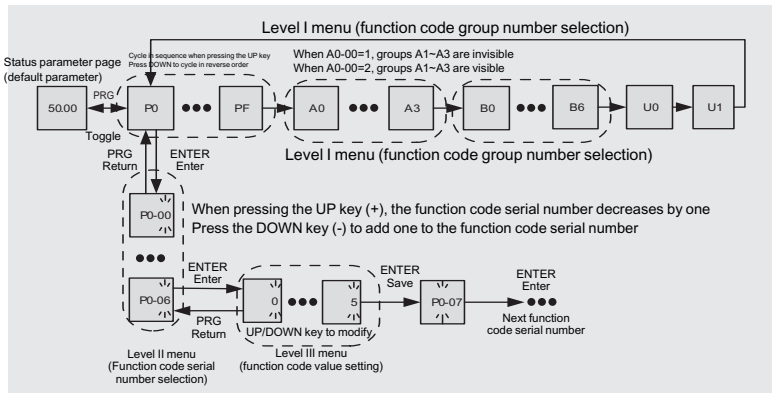 Level I menu (function code group number selection)
Status parameter page
(default parameter)
Cycle in sequence when pressing the UP key
Press DOWN to cycle in reverse order
When A0-00=1, groups A1~A3 are invisible
When A0-00=2, groups A1~A3 are visible
50.00
PRG
Toggle
P0
PF
A0
A3
B0
B6
U0
U1
Level I menu (function code group number selection)
PRG
Return
ENTER
Enter
P0-00
When pressing the UP key (+), the function code serial number decreases by one
Press the DOWN key (-) to add one to the function code serial number
P0-06
ENTER
Enter
PRG
Return
0
5
UP/DOWN key to modify
ENTER
Save
P0-07
ENTER
Enter
Next function
code serial number
Level II menu
(Function code serial
number selection)
Level III menu
(function code value setting)